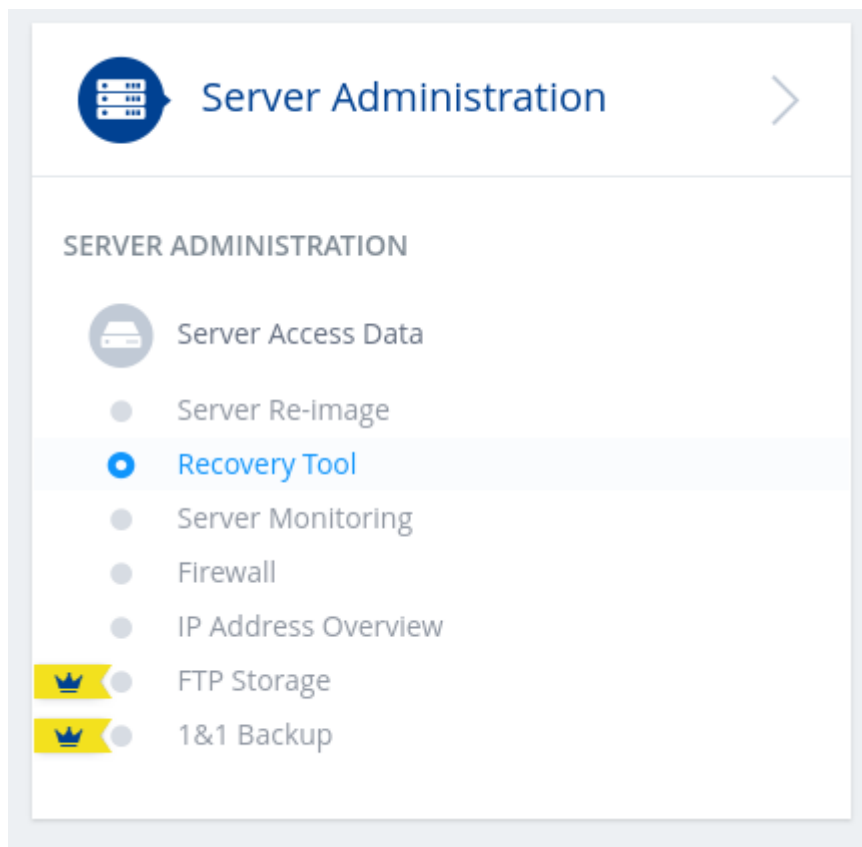 Server Administration
SERVER ADMINISTRATION
Server Access Data
Server Re-image
Recovery Tool
Server Monitoring
Firewall
IP Address Overview
FTP Storage
1&1 Backup